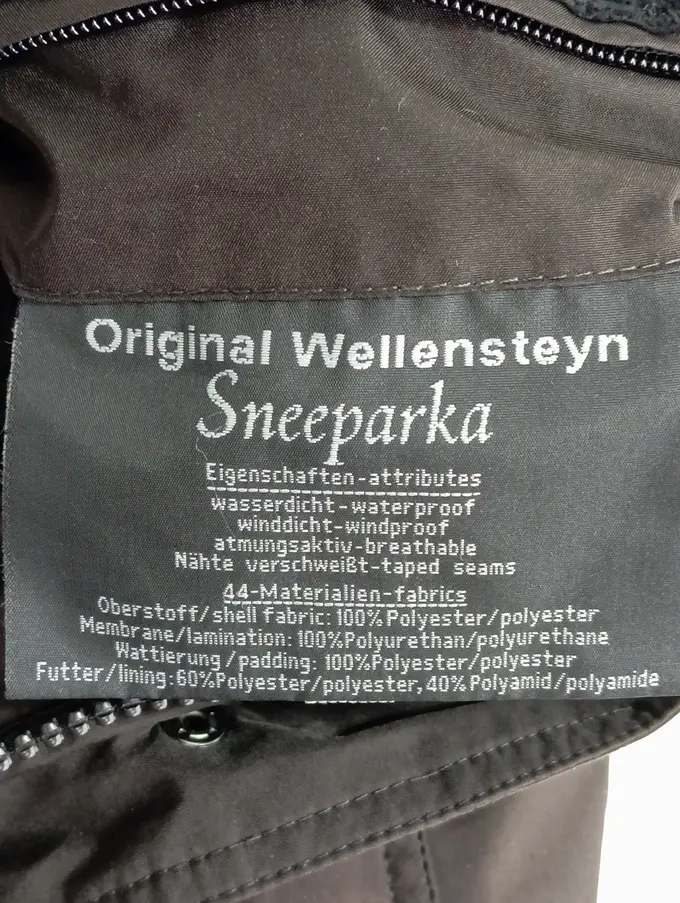 Original Wellensteyn
Sneeparka
Eigenschaften-attributes
wasserdicht-waterproof
winddicht-windproof
atmungsaktiv-breathable
Nähte verschweißt-taped seams
44-Materialien-fabrics
Oberstoff/shell fabric: 100% Polyester/polyester
Membrane/lamination: 100%Polyurethan/polyurethane
Wattierung/padding: 100%Polyester/polyester
Futter/lining:60%Polyester/polyester, 40% Polyamid/polyamide